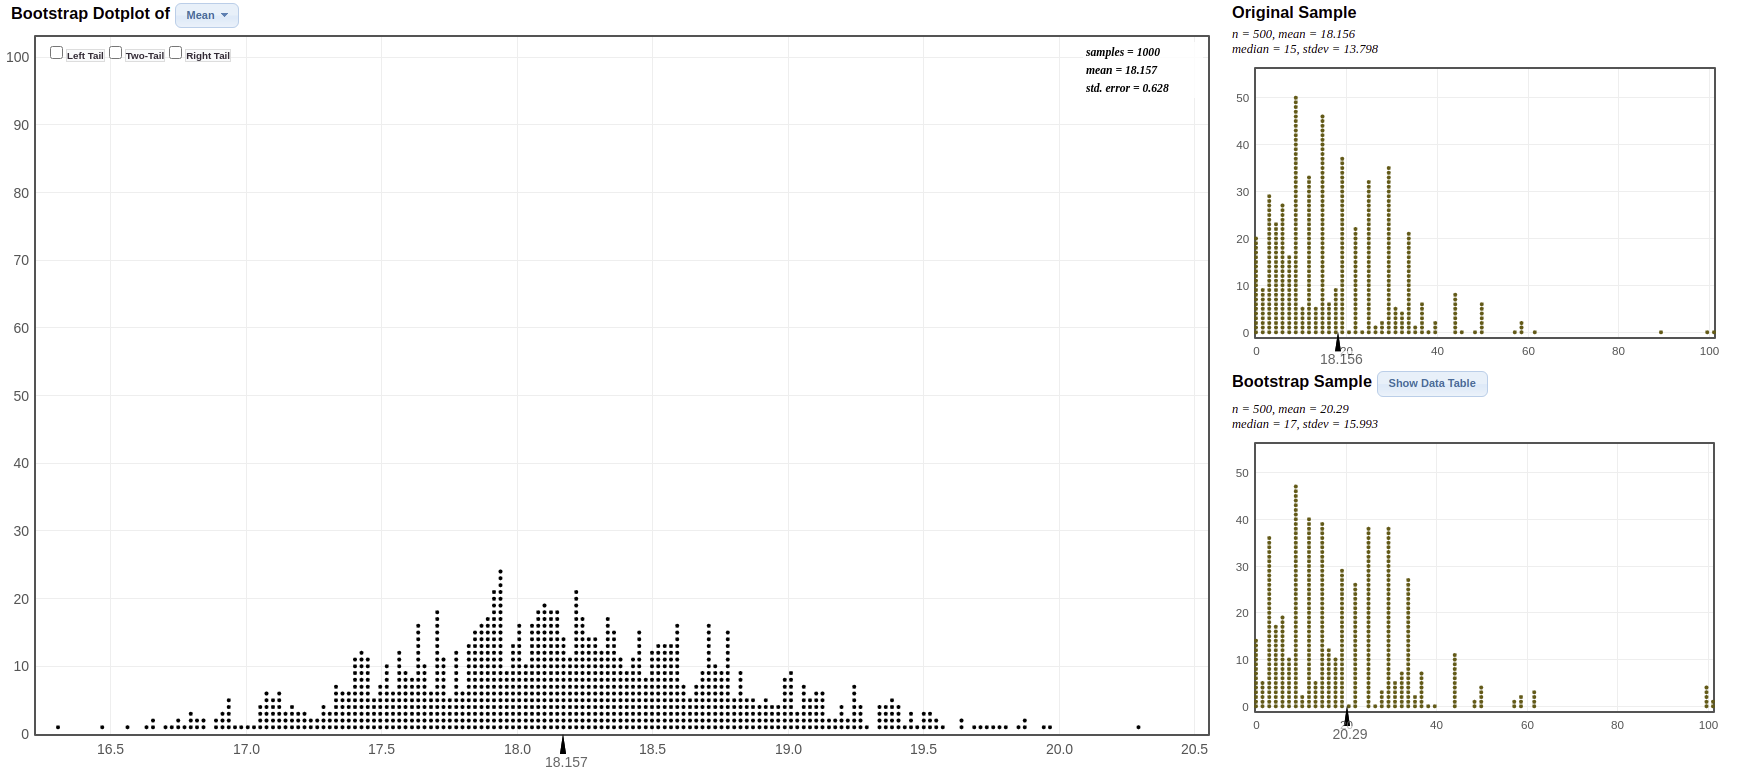 Bootstrap Dotplot of Mean
Left Tail Two-Tail Right Tail
samples = 1000
mean = 18.157
std. error = 0.628
100
90
80
70
60
50
40
30
20
10
0
16.5 17.0 17.5 18.0 18.5 19.0 19.5 20.0 20.5
18.157
Original Sample
n = 500, mean = 18.156
median = 15, stdev = 13.798
50
40
30
20
10
0
0 20 40 60 80 100
18.156
Bootstrap Sample Show Data Table
n = 500, mean = 20.29
median = 17, stdev = 15.993
50
40
30
20
10
0
0 20 40 60 80 100
20.29